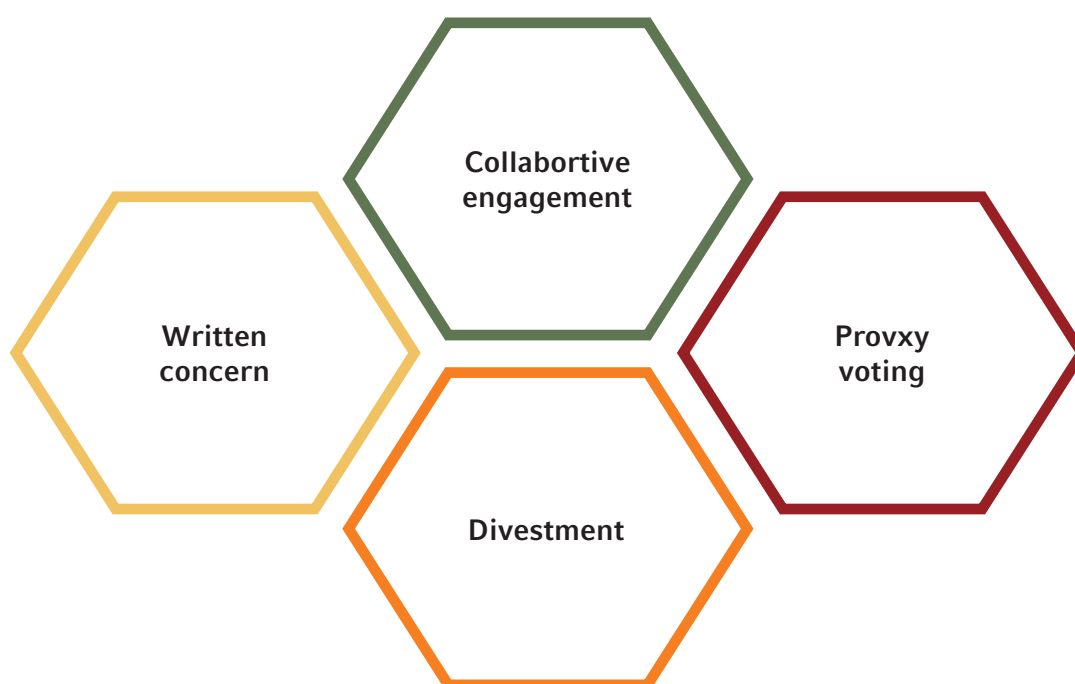 Collabortive
engagement
Written
concern
Provxy
voting
Divestment